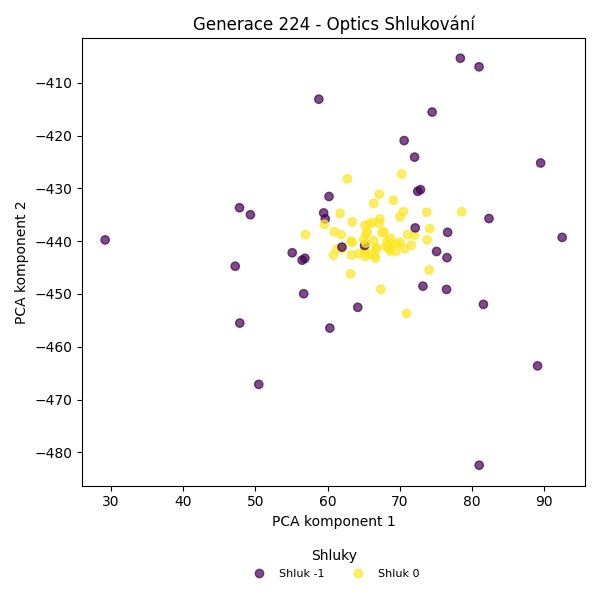 Generace 224 - Optics Shlukování
−410
−420
−430
−440
−450
−460
−470
−480
PCA komponent 2
30 40 50 60 70 80 90
PCA komponent 1
Shluky
Shluk -1 Shluk 0